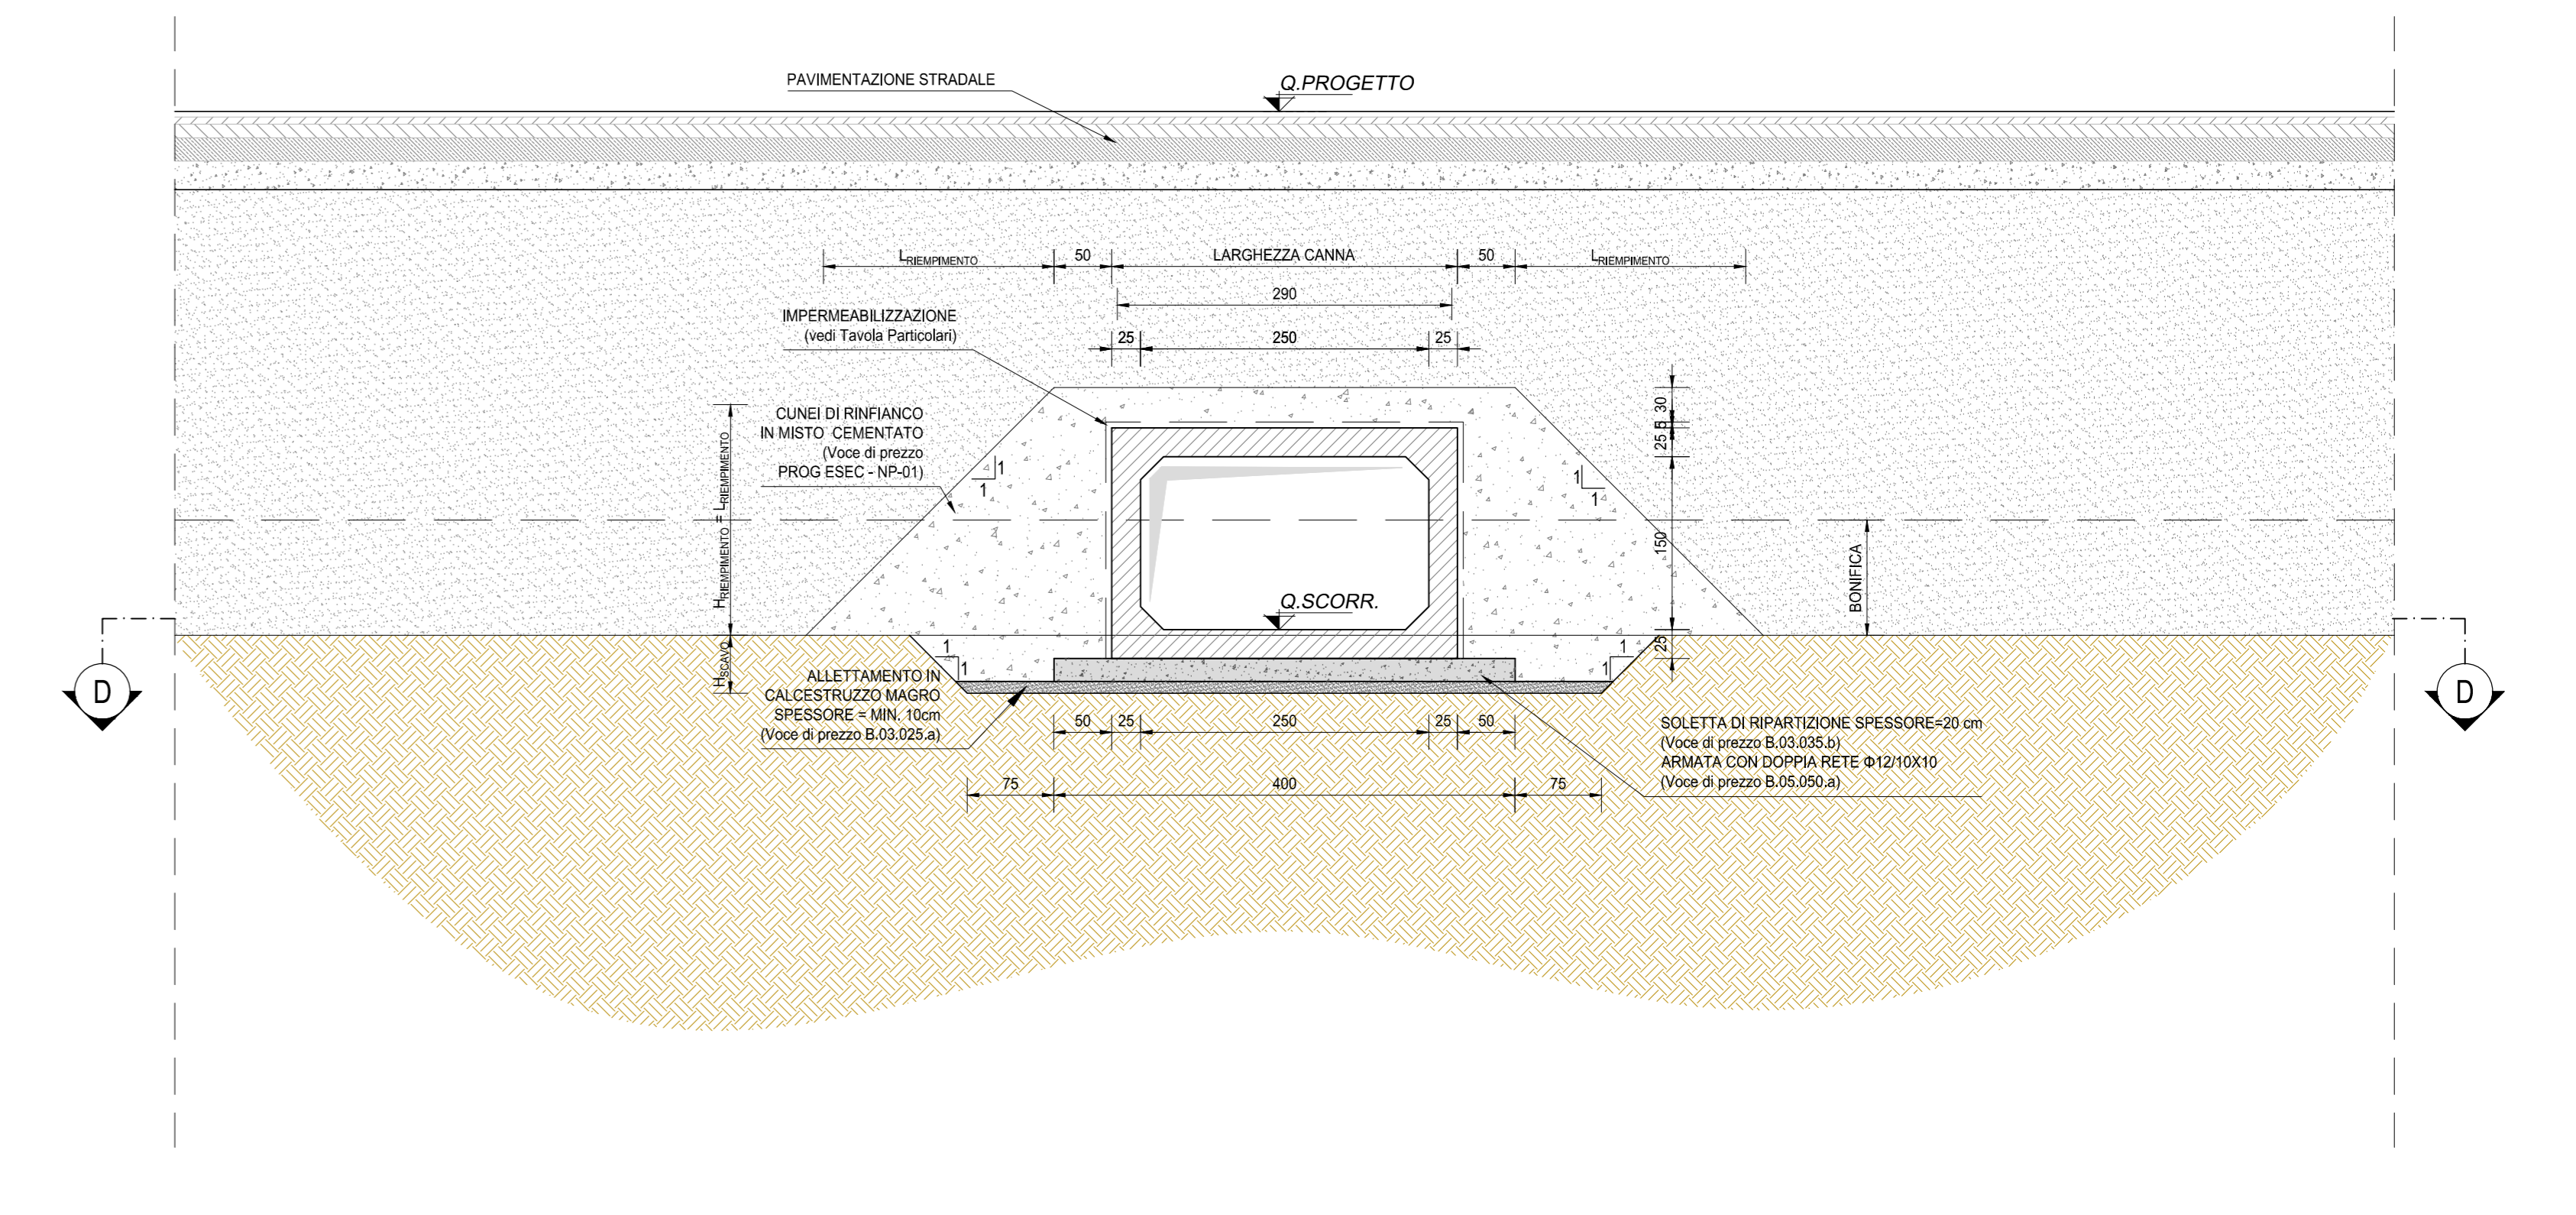 PAVIMENTAZIONE STRADALE
Q.PROGETTO
LRIEMPIMENTO
50
LARGHEZZA CANNA
50
LRIEMPIMENTO
290
IMPERMEABILIZZAZIONE
(vedi Tavola Particolari)
25
250
25
CUNEI DI RINFIANCO
IN MISTO CEMENTATO
(Voce di prezzo
PROG ESEC - NP-01)
30
5
25
150
25
1
1
1
1
HRIEMPIMENTO = LRIEMPIMENTO
BONIFICA
Q.SCORR.
HSCAVO
1
1
1
1
D
D
ALLETTAMENTO IN
CALCESTRUZZO MAGRO
SPESSORE = MIN. 10cm
(Voce di prezzo B.03.025.a)
50
25
250
25
50
SOLETTA DI RIPARTIZIONE SPESSORE=20 cm
(Voce di prezzo B.03.035.b)
ARMATA CON DOPPIA RETE Φ12/10X10
(Voce di prezzo B.05.050.a)
75
400
75